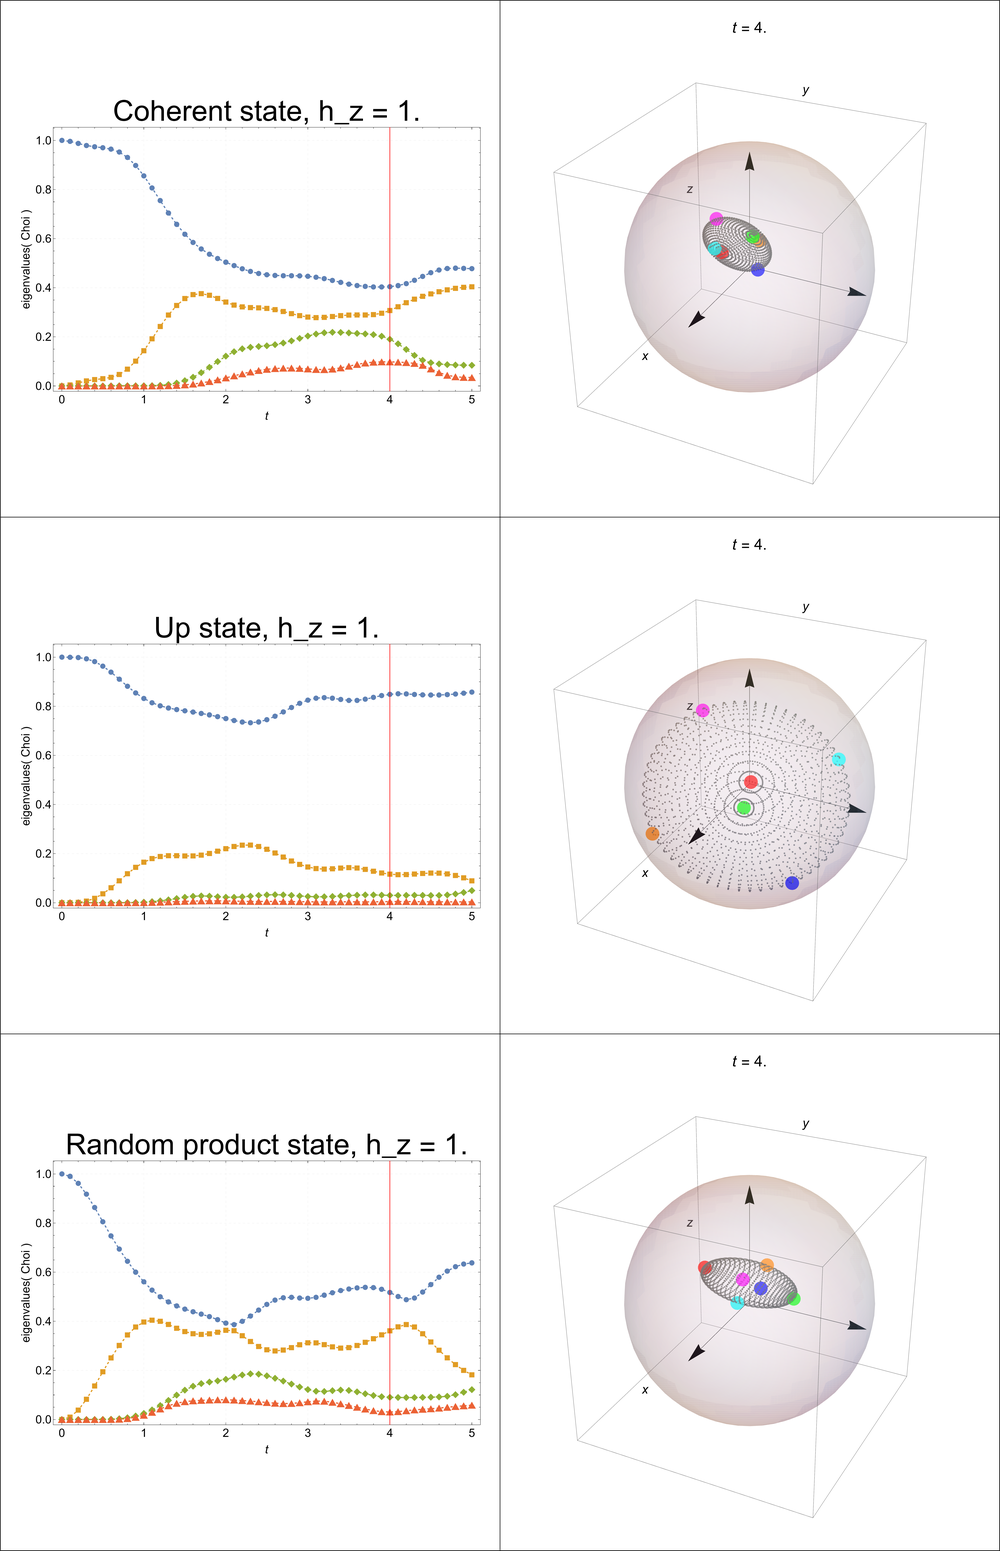 Coherent state, h_z = 1.
eigenvalues( Choi )
1.0
0.8
0.6
0.4
0.2
0.0
0 1 2 3 4 5
t
t = 4.
y
z
x
Up state, h_z = 1.
eigenvalues( Choi )
1.0
0.8
0.6
0.4
0.2
0.0
0 1 2 3 4 5
t
t = 4.
y
z
x
Random product state, h_z = 1.
eigenvalues( Choi )
1.0
0.8
0.6
0.4
0.2
0.0
0 1 2 3 4 5
t
t = 4.
y
z
x